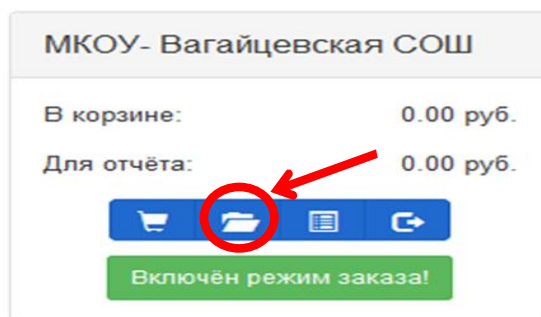 МКОУ- Вагайцевская СОШ
В корзине: 0.00 руб.
Для отчёта: 0.00 руб.
Включён режим заказа!